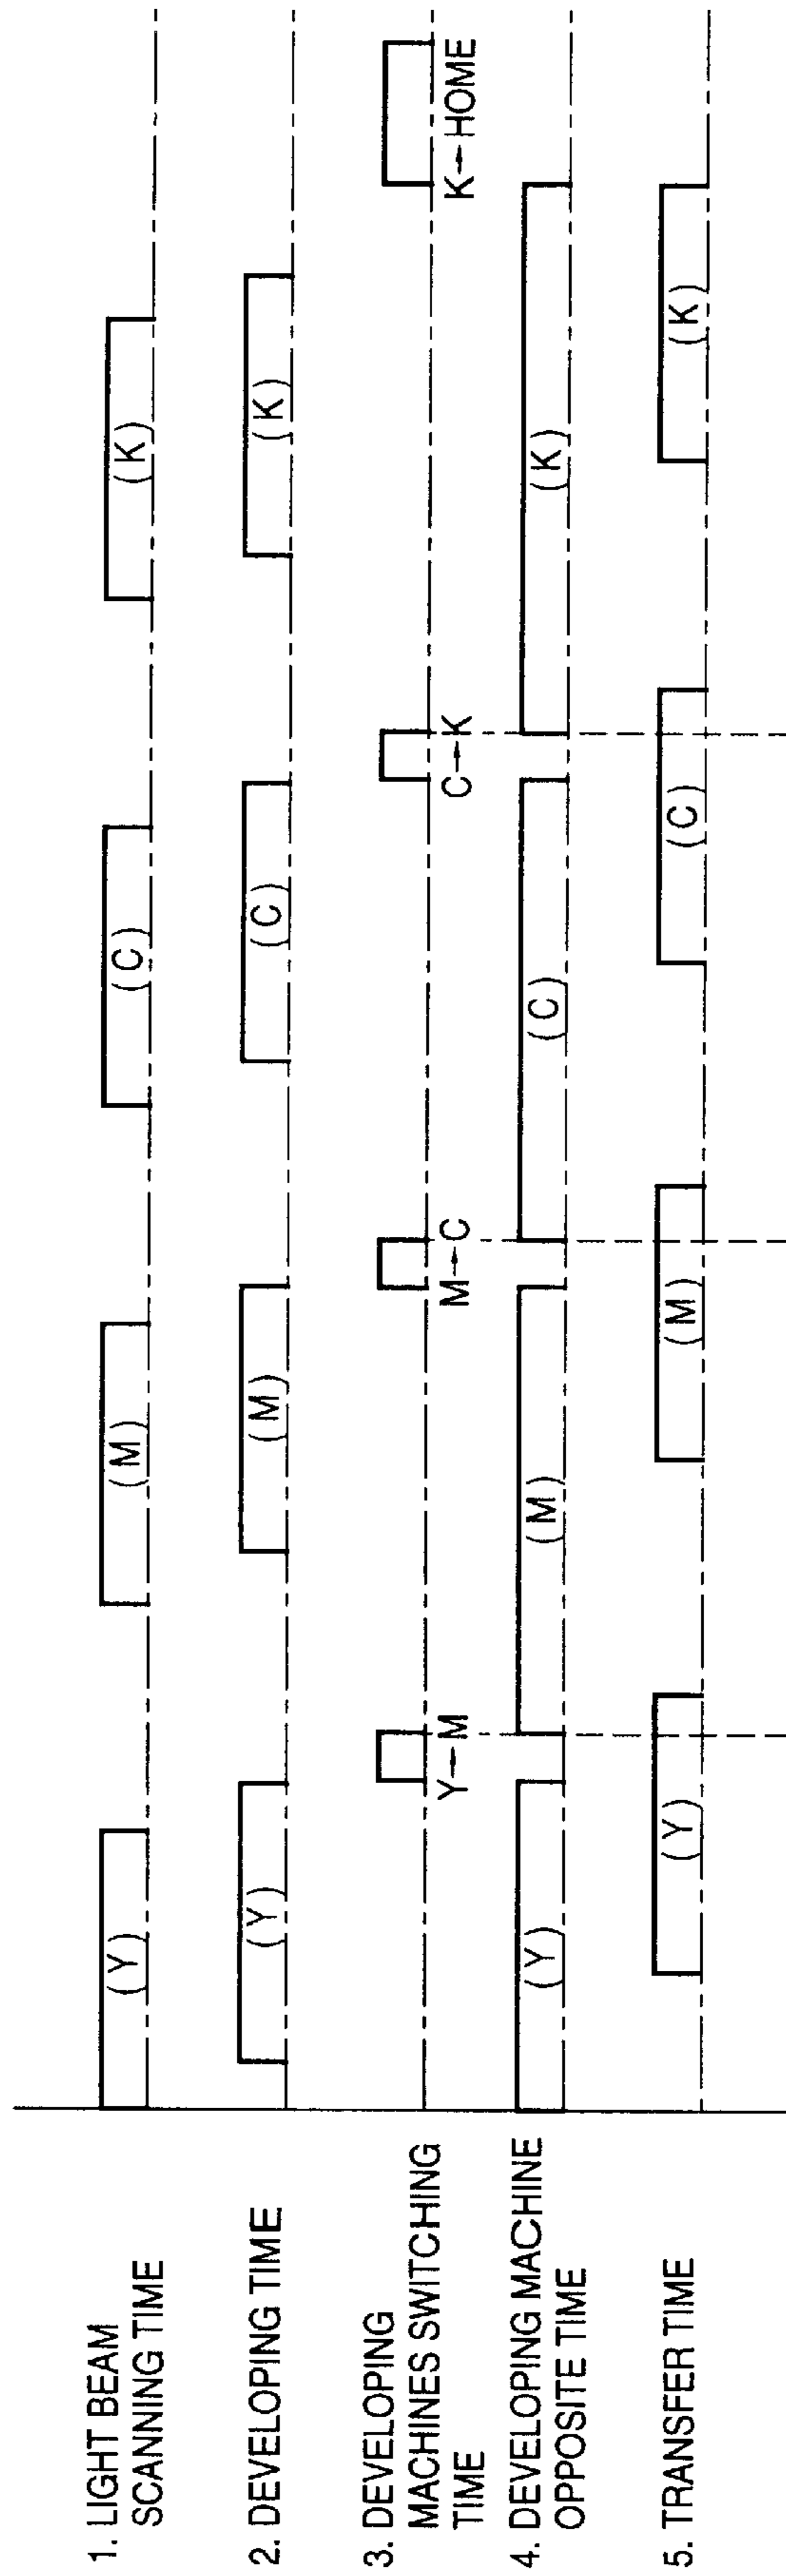 1. LIGHT BEAM
SCANNING TIME
(Y)
(M)
(C)
(K)
2. DEVELOPING TIME
(Y)
(M)
(C)
(K)
3. DEVELOPING
MACHINES SWITCHING
TIME
Y→M
M→C
C→K
K→HOME
4. DEVELOPING MACHINE
OPPOSITE TIME
(Y)
(M)
(C)
(K)
5. TRANSFER TIME
(Y)
(M)
(C)
(K)